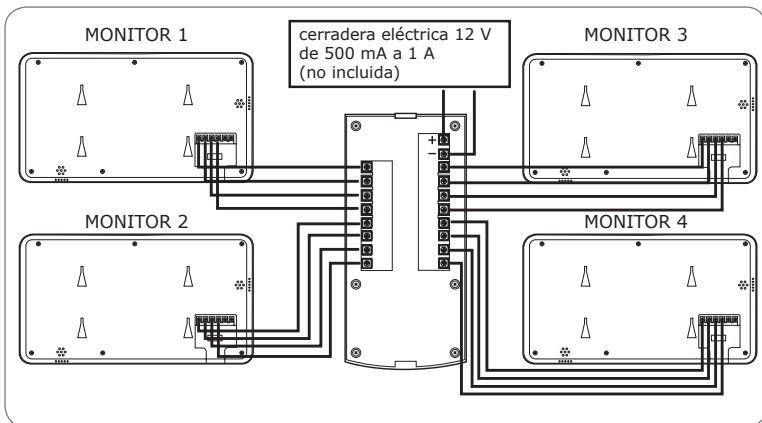 MONITOR 1
cerradera eléctrica 12 V
de 500 mA a 1 A
(no incluida)
MONITOR 3
+
−
MONITOR 2
MONITOR 4